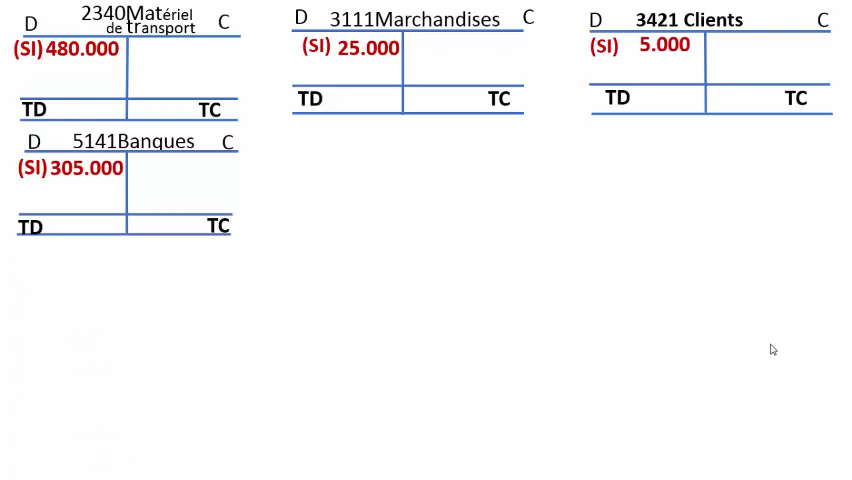 D 2340Matériel C
de transport
(SI) 480.000
TD TC
D 3111Marchandises C
(SI) 25.000
TD TC
D 3421 Clients C
(SI) 5.000
TD TC
D 5141Banques C
(SI) 305.000
TD TC